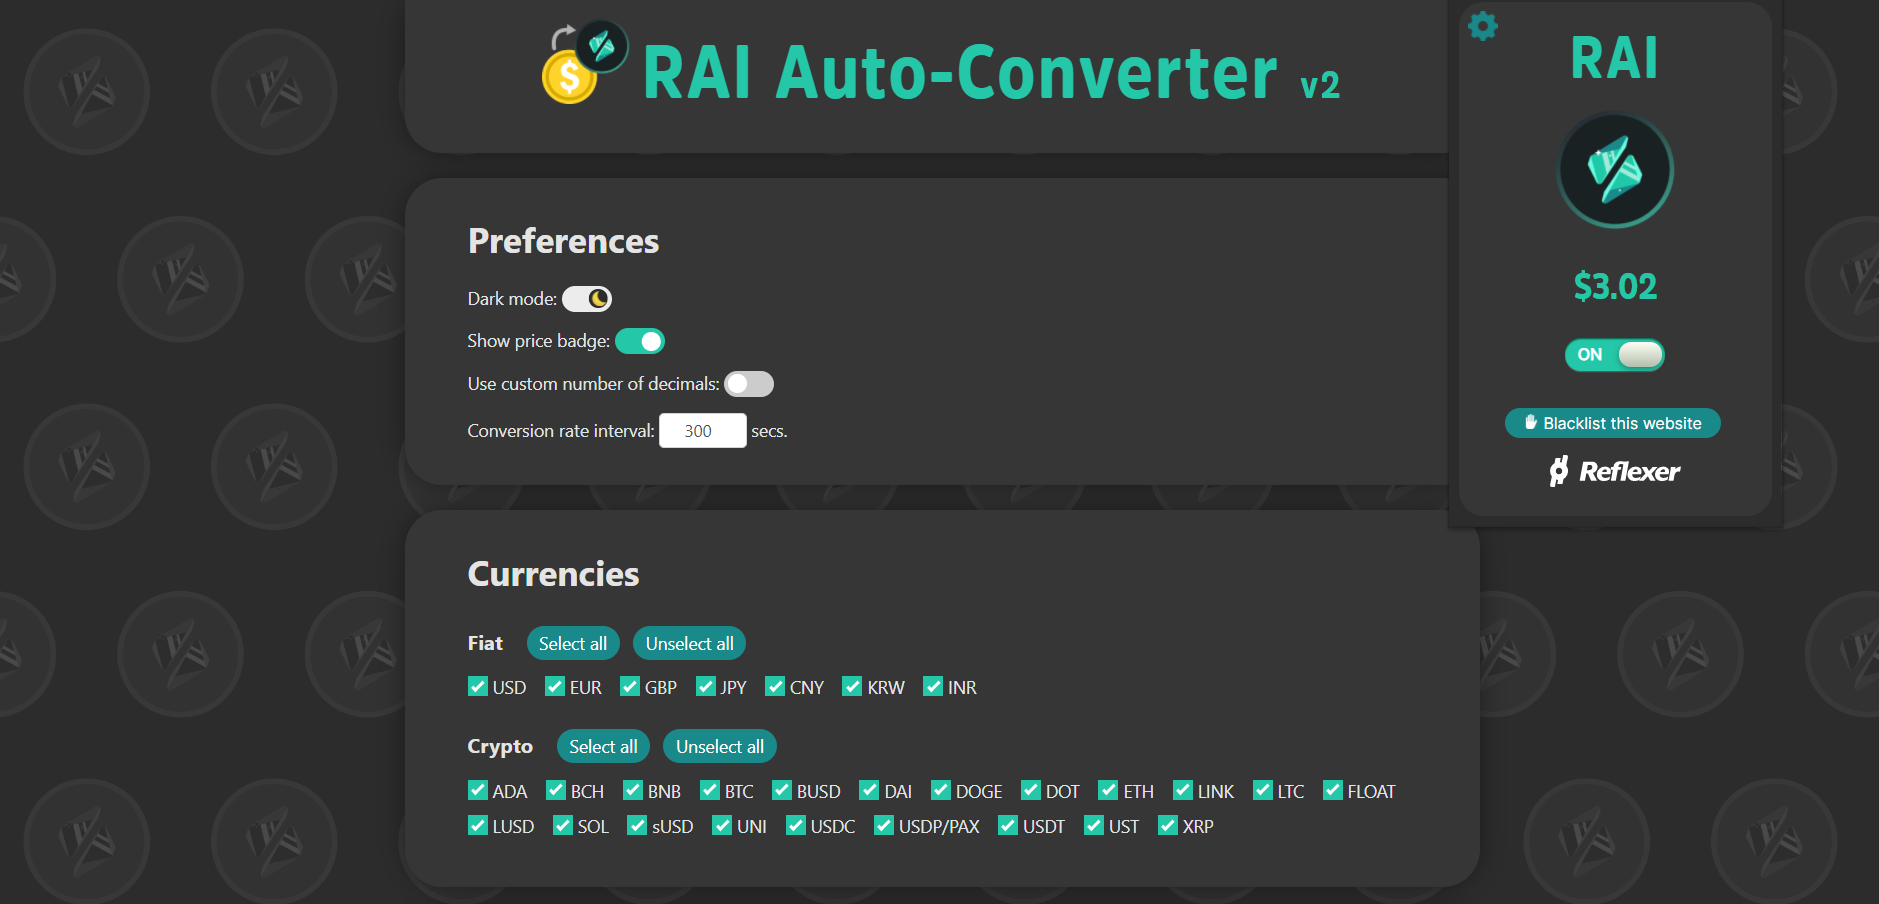 RAI Auto-Converter v2
Preferences
Dark mode:
Show price badge:
Use custom number of decimals:
Conversion rate interval: 300 secs.
Currencies
Fiat Select all Unselect all
USD EUR GBP JPY CNY KRW INR
Crypto Select all Unselect all
ADA BCH BNB BTC BUSD DAI DOGE DOT ETH LINK LTC FLOAT
LUSD SOL sUSD UNI USDC USDP/PAX USDT UST XRP
RAI
$3.02
ON
Blacklist this website
Reflexer